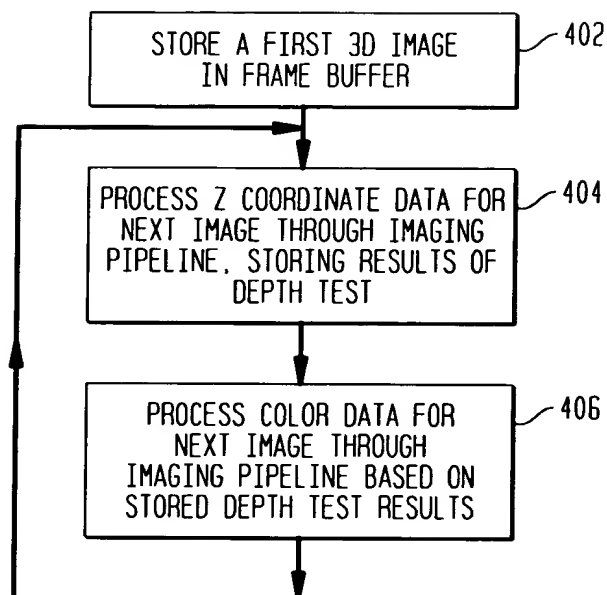 STORE A FIRST 3D IMAGE
IN FRAME BUFFER
402
PROCESS Z COORDINATE DATA FOR
NEXT IMAGE THROUGH IMAGING
PIPELINE, STORING RESULTS OF
DEPTH TEST
404
PROCESS COLOR DATA FOR
NEXT IMAGE THROUGH
IMAGING PIPELINE BASED ON
STORED DEPTH TEST RESULTS
406